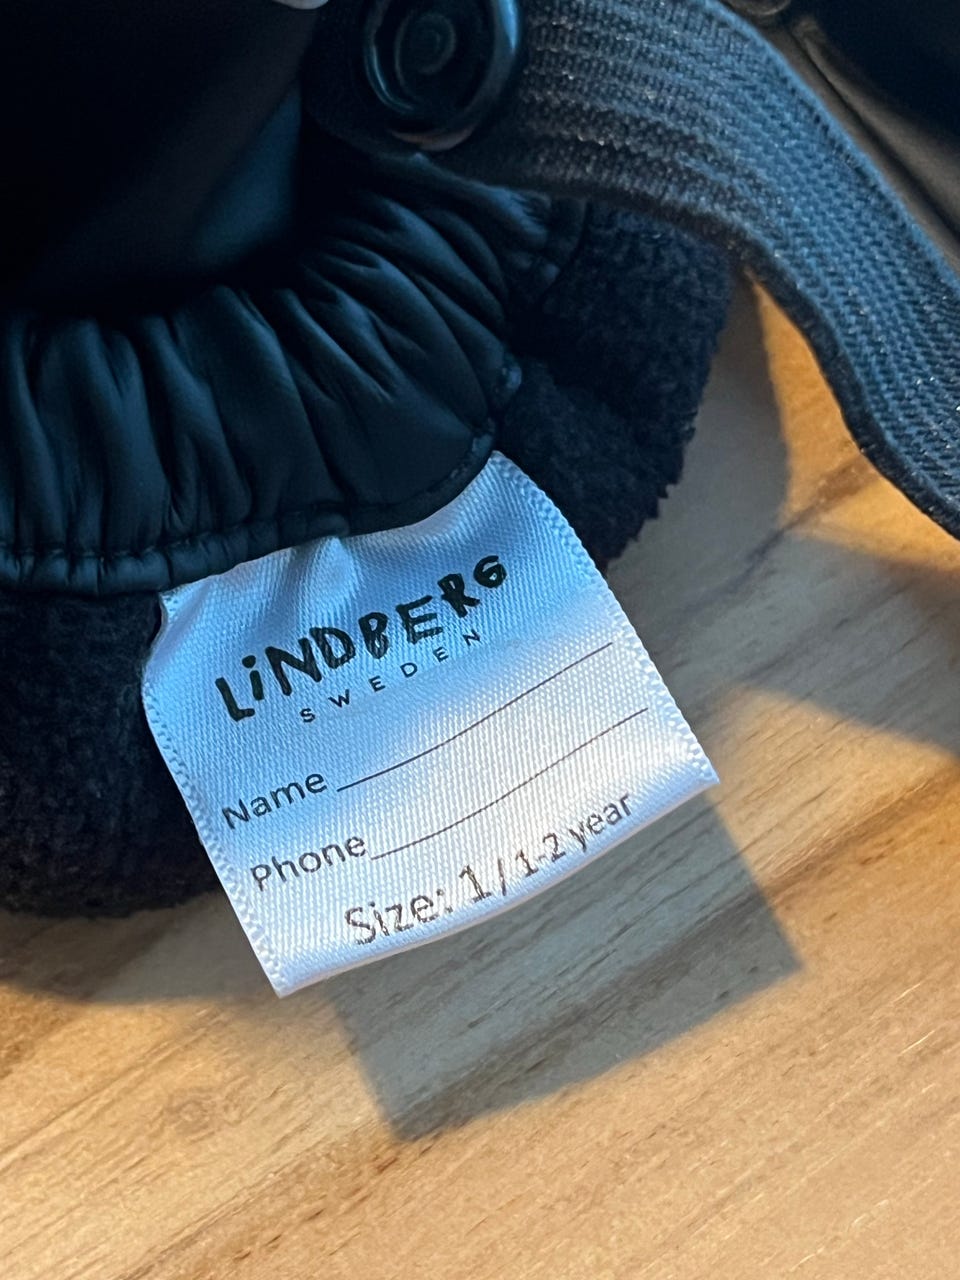 LiNDBERG
SWEDEN
Name
Phone
Size: 1 / 1-2 year